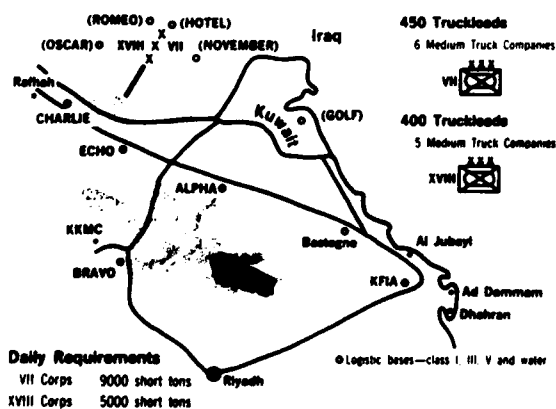 (ROMEO)
(HOTEL)
(OSCAR)
XVIII
X
X
X
VII
(NOVEMBER)
Iraq
450 Truckloads
6 Medium Truck Companies
VII
XXX
400 Truckloads
5 Medium Truck Companies
XVIII
XXX
Rafhah
CHARLIE
Kuwait
(GOLF)
ECHO
ALPHA
KKMC
BRAVO
Bastogne
Al Jubayl
KFIA
Ad Dammam
Dhahran
Logistic bases—class I, III, V and water
Riyadh
Daily Requirements
VII Corps 9000 short tons
XVIII Corps 5000 short tons